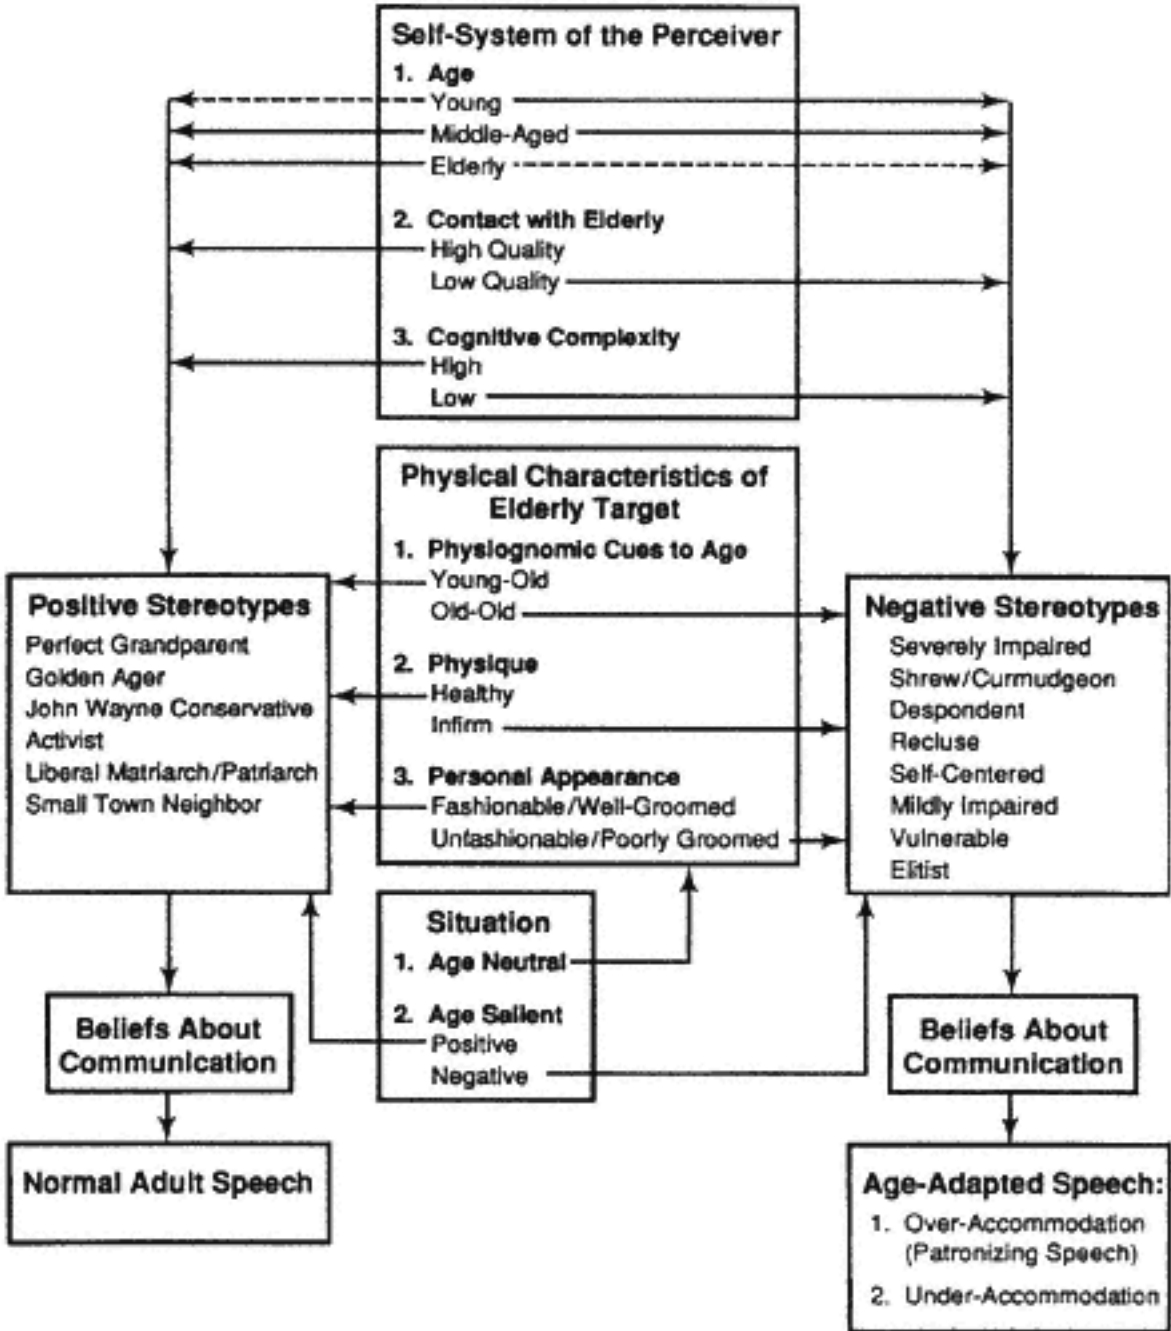 Self-System of the Perceiver
1. Age
Young
Middle-Aged
Elderly
2. Contact with Elderly
High Quality
Low Quality
3. Cognitive Complexity
High
Low
Physical Characteristics of
Elderly Target
1. Physiognomic Cues to Age
Young-Old
Old-Old
2. Physique
Healthy
Infirm
3. Personal Appearance
Fashionable/Well-Groomed
Unfashionable/Poorly Groomed
Positive Stereotypes
Perfect Grandparent
Golden Ager
John Wayne Conservative
Activist
Liberal Matriarch/Patriarch
Small Town Neighbor
Negative Stereotypes
Severely Impaired
Shrew/Curmudgeon
Despondent
Recluse
Self-Centered
Mildly Impaired
Vulnerable
Elitist
Situation
1. Age Neutral
2. Age Salient
Positive
Negative
Beliefs About
Communication
Beliefs About
Communication
Normal Adult Speech
Age-Adapted Speech:
1. Over-Accommodation
(Patronizing Speech)
2. Under-Accommodation